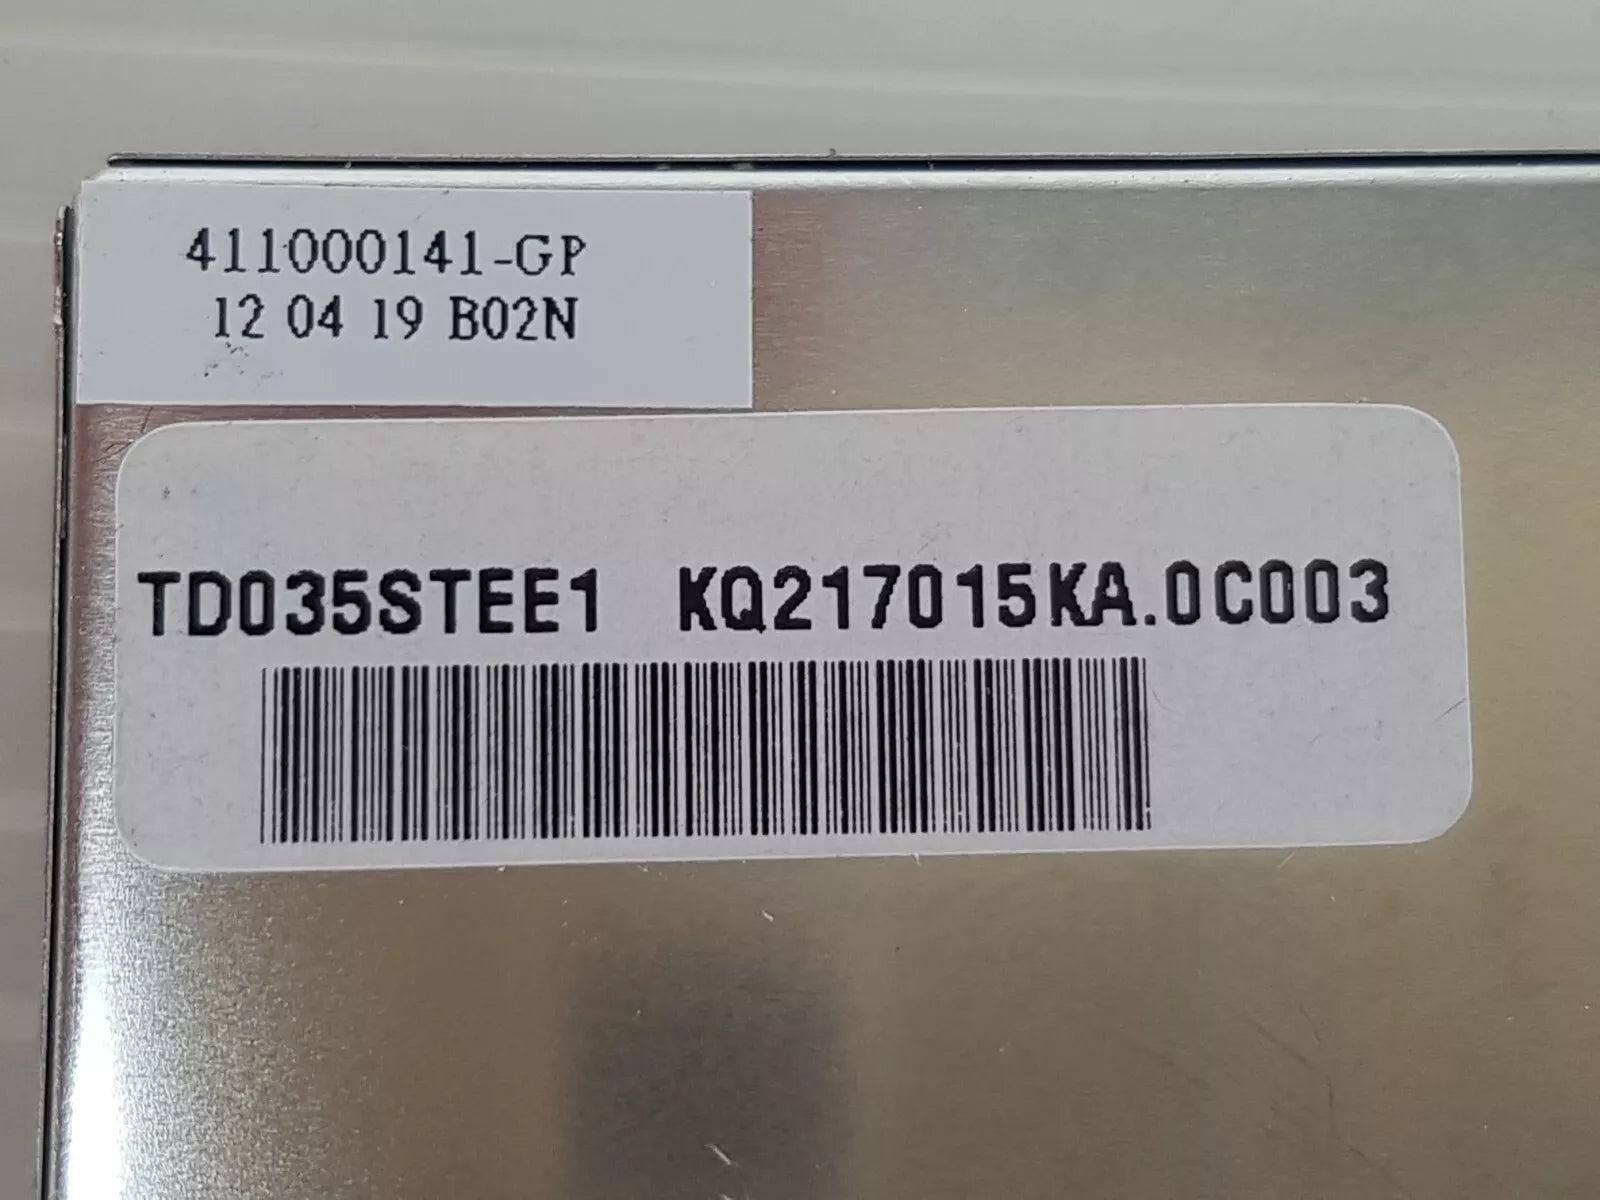 411000141-GP
12 04 19 B02N
TD035STEE1 KQ217015KA.0C003